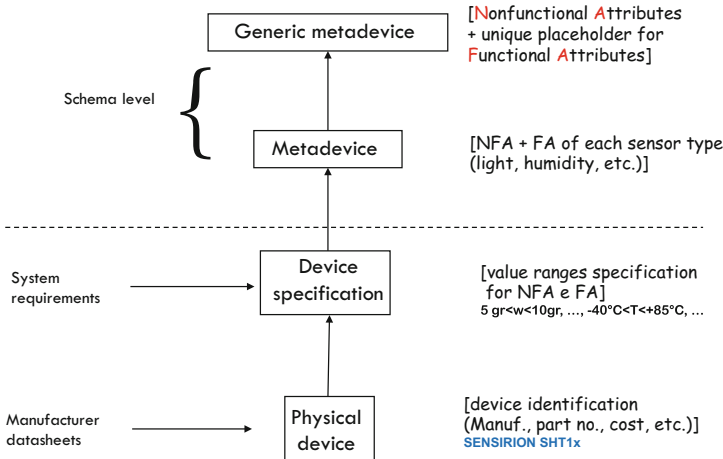 Generic metadevice
[Nonfunctional Attributes
+ unique placeholder for
Functional Attributes]
Schema level
Metadevice
[NFA + FA of each sensor type
(light, humidity, etc.)]
System
requirements
Device
specification
[value ranges specification
for NFA e FA]
5 gr<w<10gr, ..., -40°C<T<+85°C, ...
Manufacturer
datasheets
Physical
device
[device identification
(Manuf., part no., cost, etc.)]
SENSIRION SHT1x